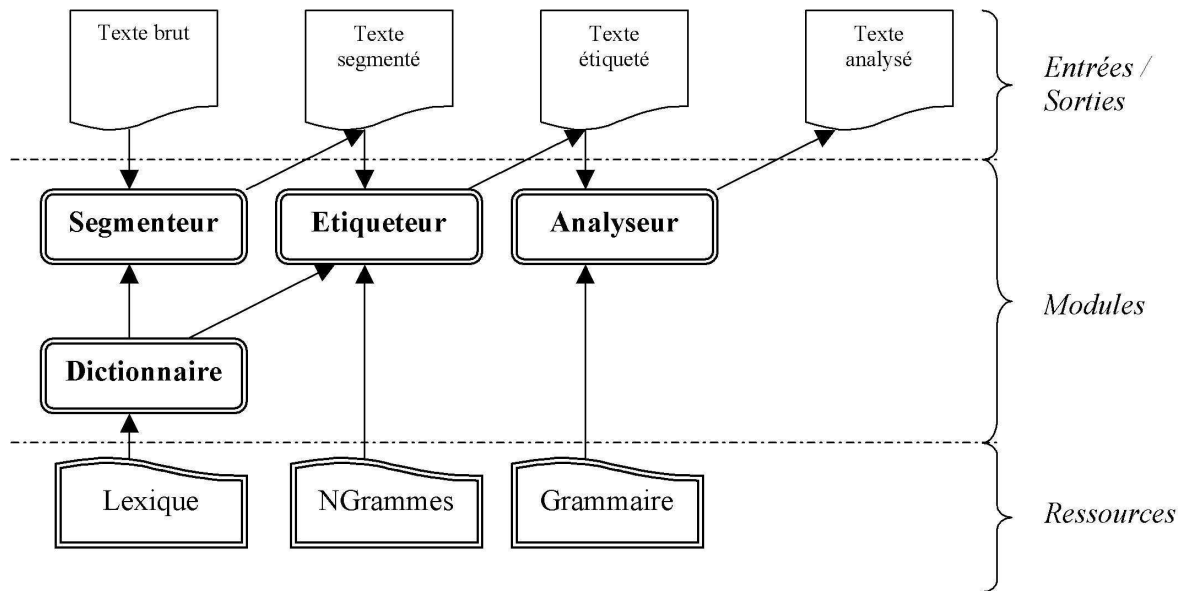 Texte brut
Texte
segmenté
Texte
étiqueté
Texte
analysé
Entrées /
Sorties
Segmenteur
Etiqueteur
Analyseur
Modules
Dictionnaire
Lexique
NGrammes
Grammaire
Ressources